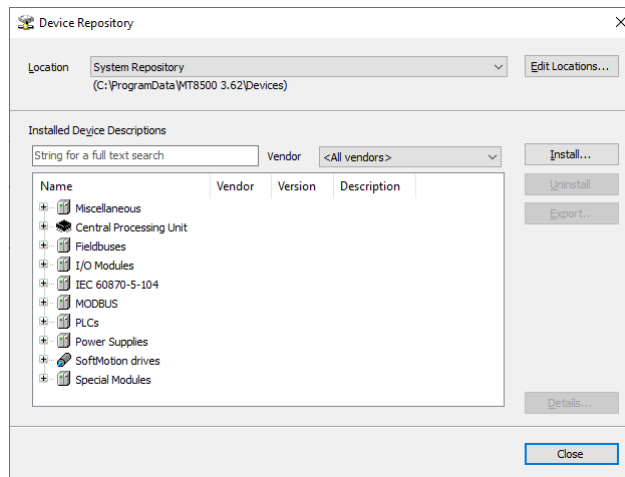 Device Repository
Location System Repository Edit Locations...
(C:\ProgramData\MT8500 3.62\Devices)
Installed Device Descriptions
String for a full text search Vendor <All vendors> Install...
Name Vendor Version Description Uninstall
Miscellaneous Export..
Central Processing Unit
Fieldbuses
I/O Modules
IEC 60870-5-104
MODBUS
PLCs
Power Supplies
SoftMotion drives
Special Modules
Details...
Close